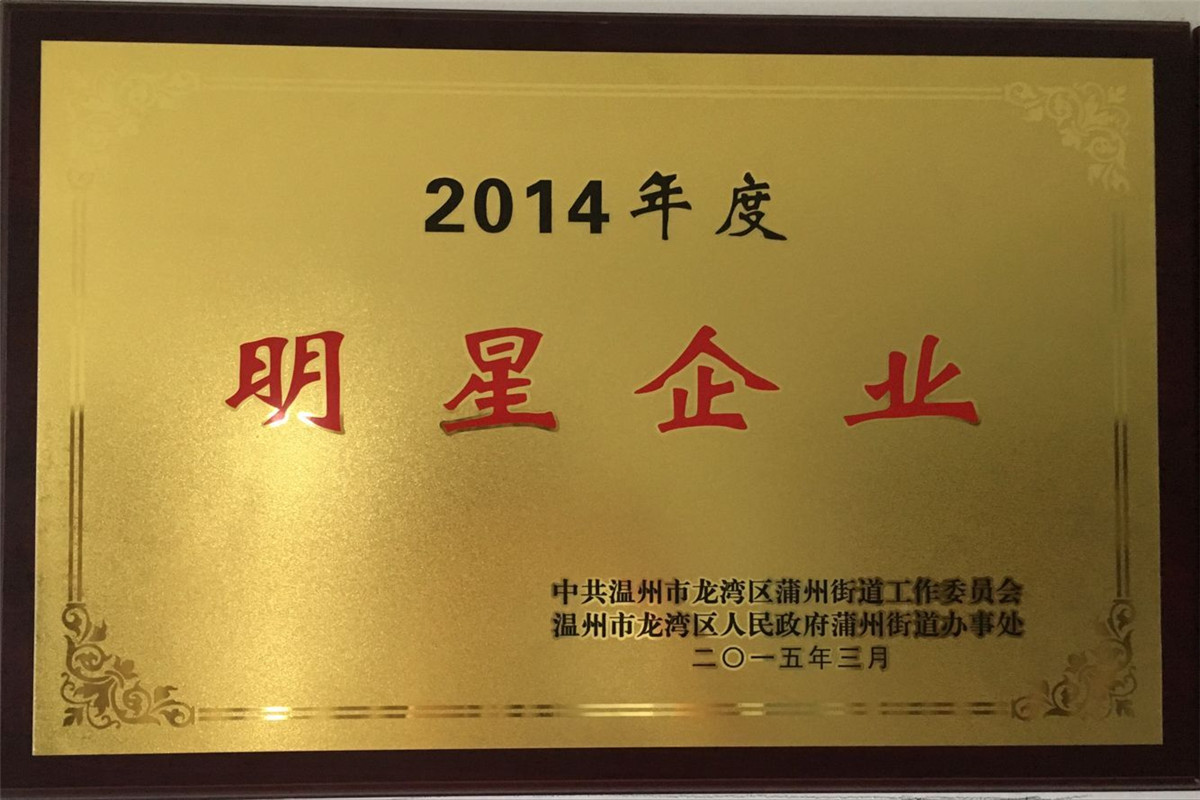 2014年度
明星企业
中共温州市龙湾区蒲州街道工作委员会
温州市龙湾区人民政府蒲州街道办事处
二〇一五年三月